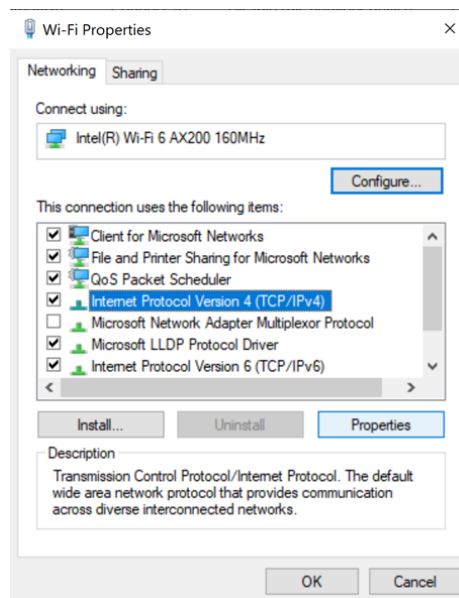 Wi-Fi Properties
Networking
Sharing
Connect using:
Intel(R) Wi-Fi 6 AX200 160MHz
Configure...
This connection uses the following items:
Client for Microsoft Networks
File and Printer Sharing for Microsoft Networks
QoS Packet Scheduler
Internet Protocol Version 4 (TCP/IPv4)
Microsoft Network Adapter Multiplexor Protocol
Microsoft LLDP Protocol Driver
Internet Protocol Version 6 (TCP/IPv6)
Install...
Uninstall
Properties
Description
Transmission Control Protocol/Internet Protocol. The default
wide area network protocol that provides communication
across diverse interconnected networks.
OK
Cancel